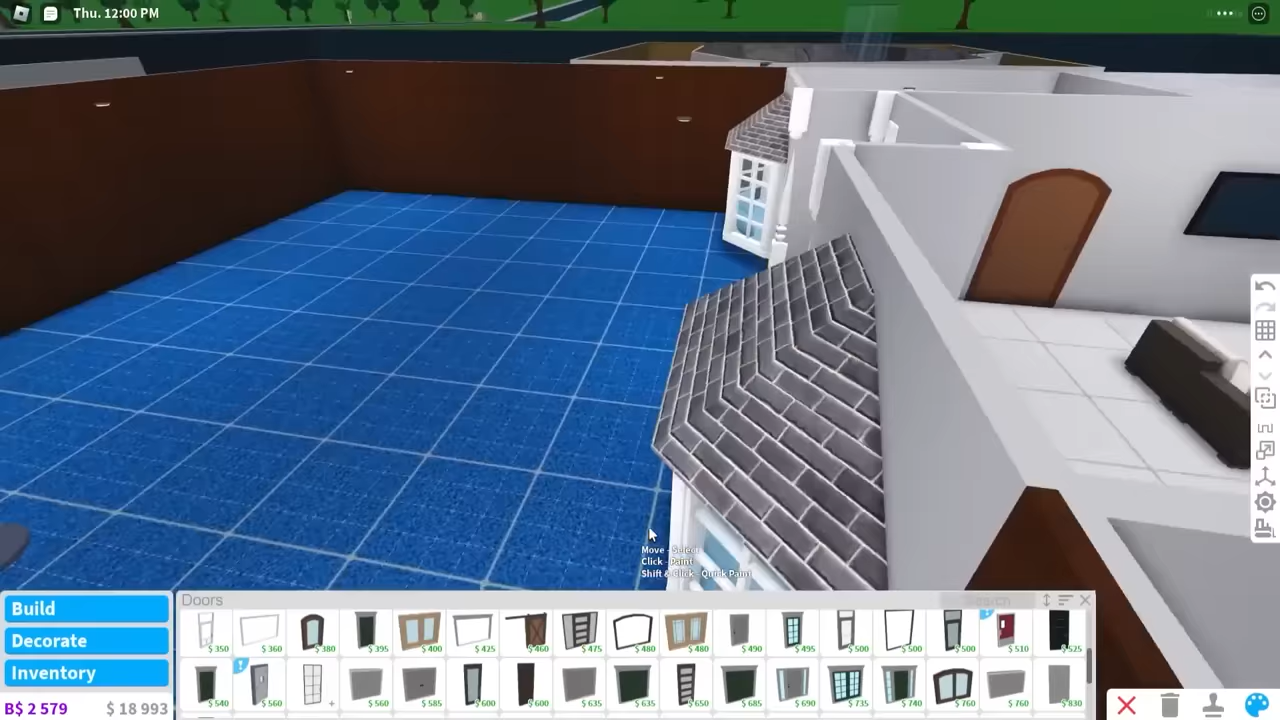 Thu. 12:00 PM
Move - Select
Click - Paint
Shift & Click - Quick Paint
Build
Decorate
Inventory
B$ 2 579
$ 18 993
Doors
Search
$ 350 $ 360 $ 380 $ 395 $ 400 $ 425 $ 460 $ 475 $ 480 $ 480 $ 490 $ 495 $ 500 $ 500 $ 500 $ 510 $ 525
$ 540 $ 560 $ 560 $ 585 $ 600 $ 600 $ 635 $ 635 $ 650 $ 685 $ 690 $ 735 $ 740 $ 760 $ 760 $ 830